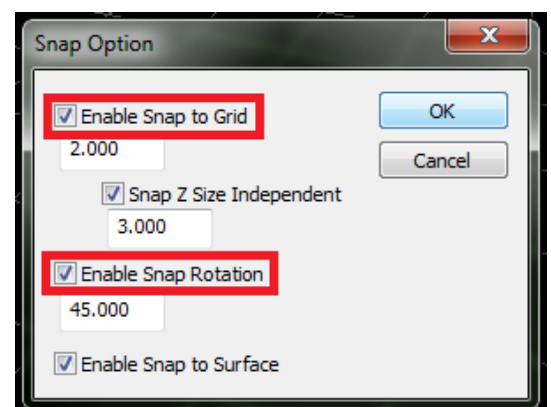 Snap Option
Enable Snap to Grid
OK
2.000
Cancel
Snap Z Size Independent
3.000
Enable Snap Rotation
45.000
Enable Snap to Surface